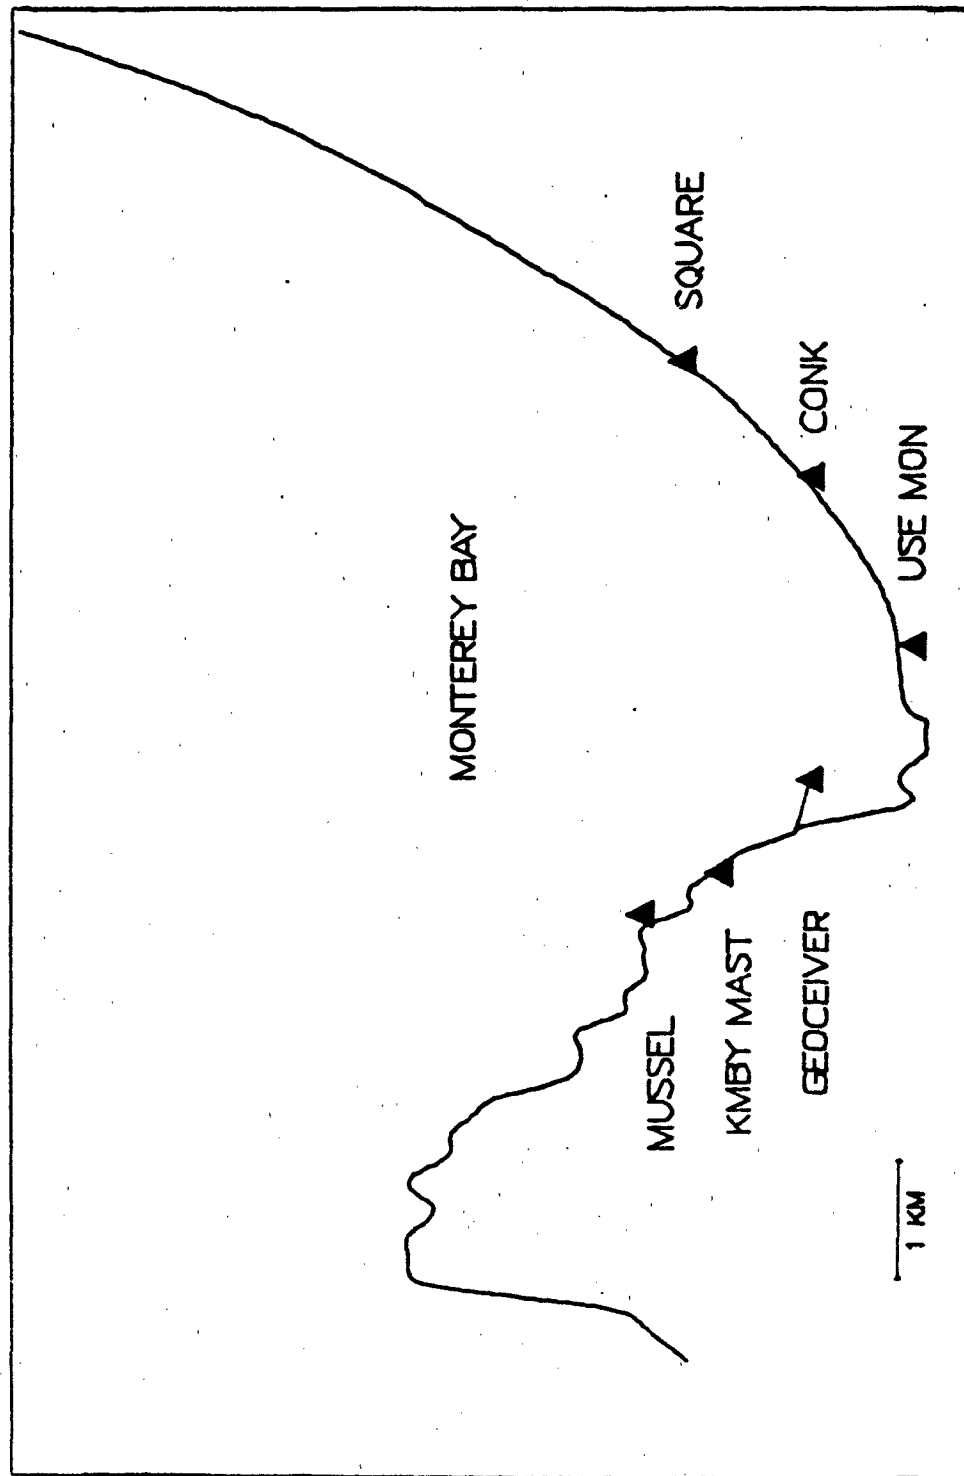 MONTEREY BAY
SQUARE
CONK
USE MON
MUSSEL
KMBY MAST
GEOCEIVER
1 KM